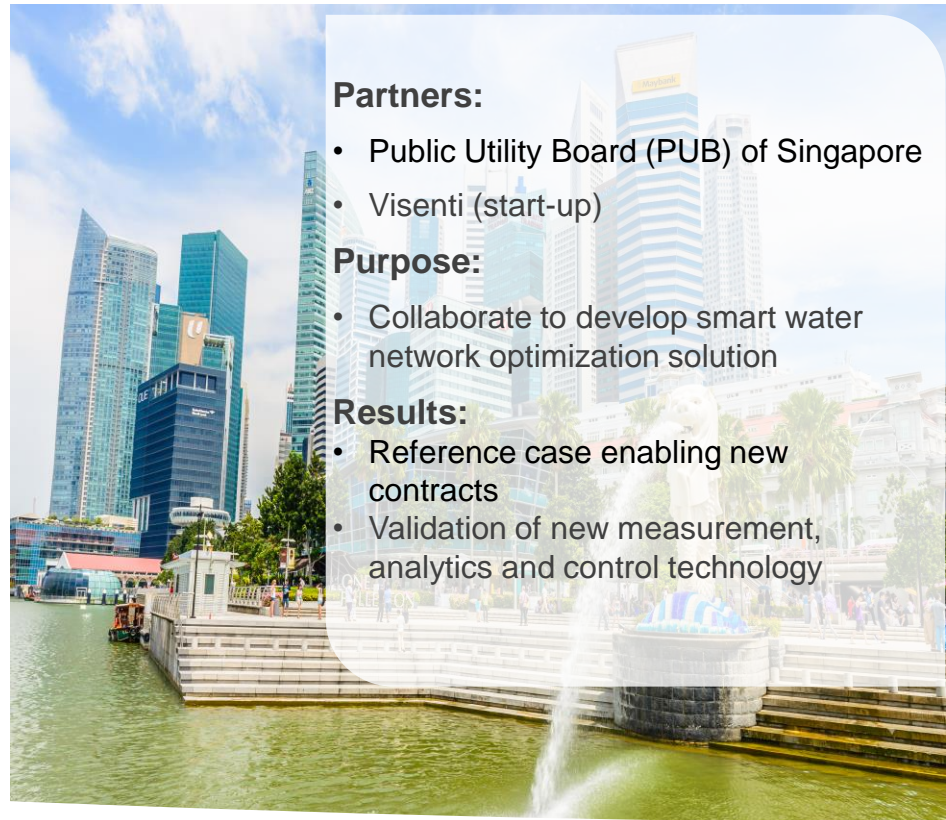 Partners:
• Public Utility Board (PUB) of Singapore
• Visenti (start-up)
Purpose:
• Collaborate to develop smart water
network optimization solution
Results:
• Reference case enabling new
contracts
• Validation of new measurement,
analytics and control technology
Maybank